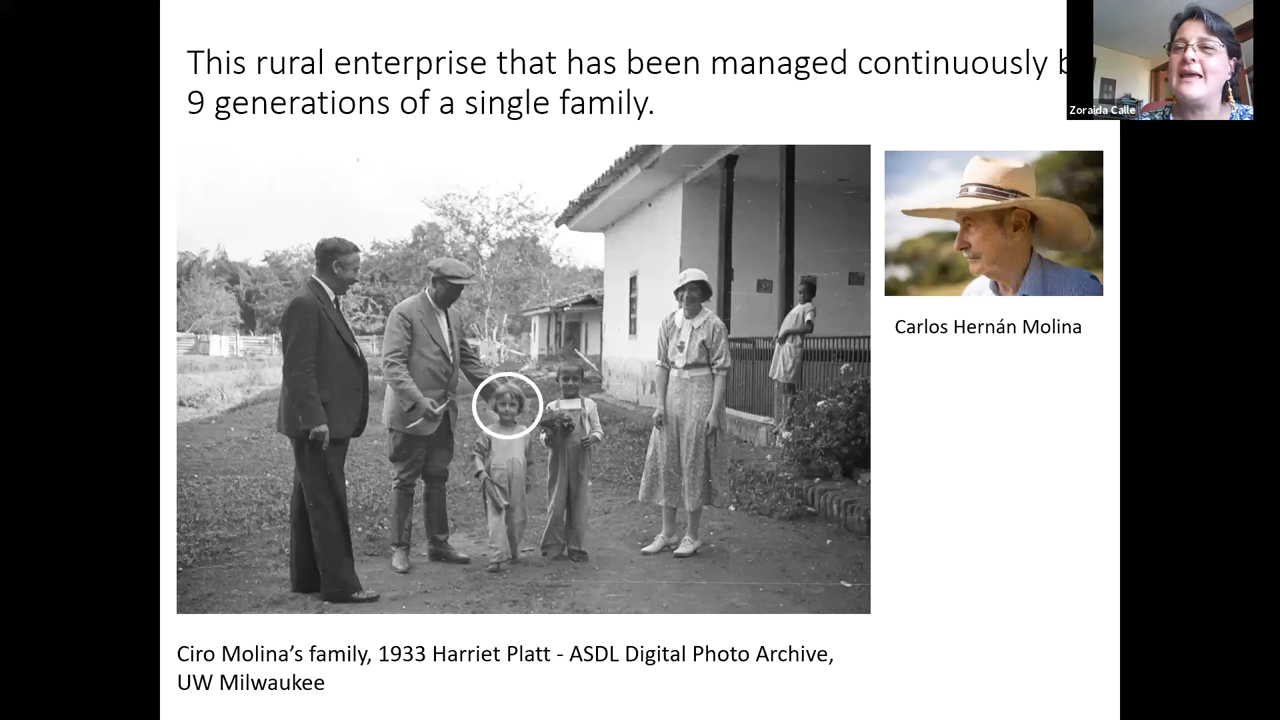 This rural enterprise that has been managed continuously
9 generations of a single family.
Zoraida Calle
Carlos Hernán Molina
Ciro Molina’s family, 1933 Harriet Platt - ASDL Digital Photo Archive,
UW Milwaukee